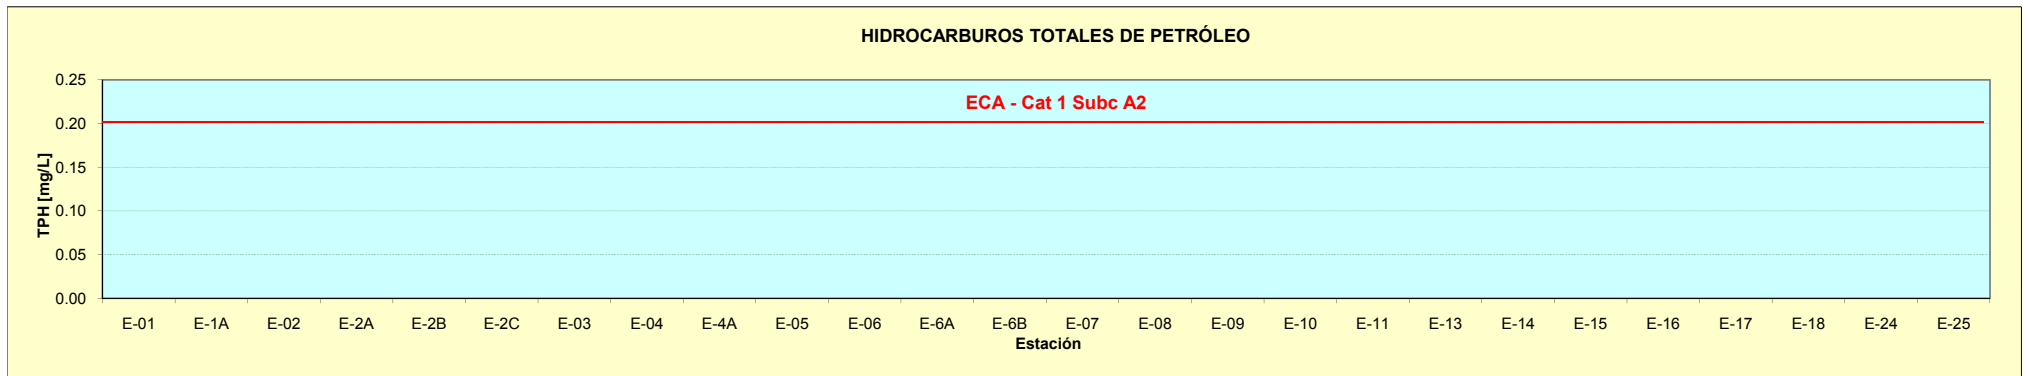 HIDROCARBUROS TOTALES DE PETRÓLEO
TPH [mg/L]
0.25
0.20
0.15
0.10
0.05
0.00
ECA - Cat 1 Subc A2
E-01 E-1A E-02 E-2A E-2B E-2C E-03 E-04 E-4A E-05 E-06 E-6A E-6B E-07 E-08 E-09 E-10 E-11 E-13 E-14 E-15 E-16 E-17 E-18 E-24 E-25
Estación